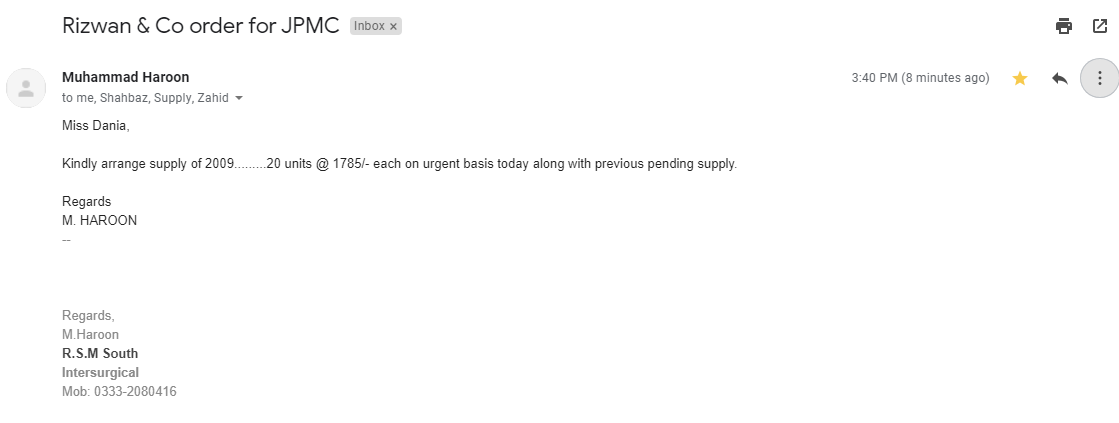 Rizwan & Co order for JPMC Inbox x
Muhammad Haroon 3:40 PM (8 minutes ago)
to me, Shahbaz, Supply, Zahid
Miss Dania,
Kindly arrange supply of 2009.........20 units @ 1785/- each on urgent basis today along with previous pending supply.
Regards
M. HAROON
--
Regards,
M.Haroon
R.S.M South
Intersurgical
Mob: 0333-2080416